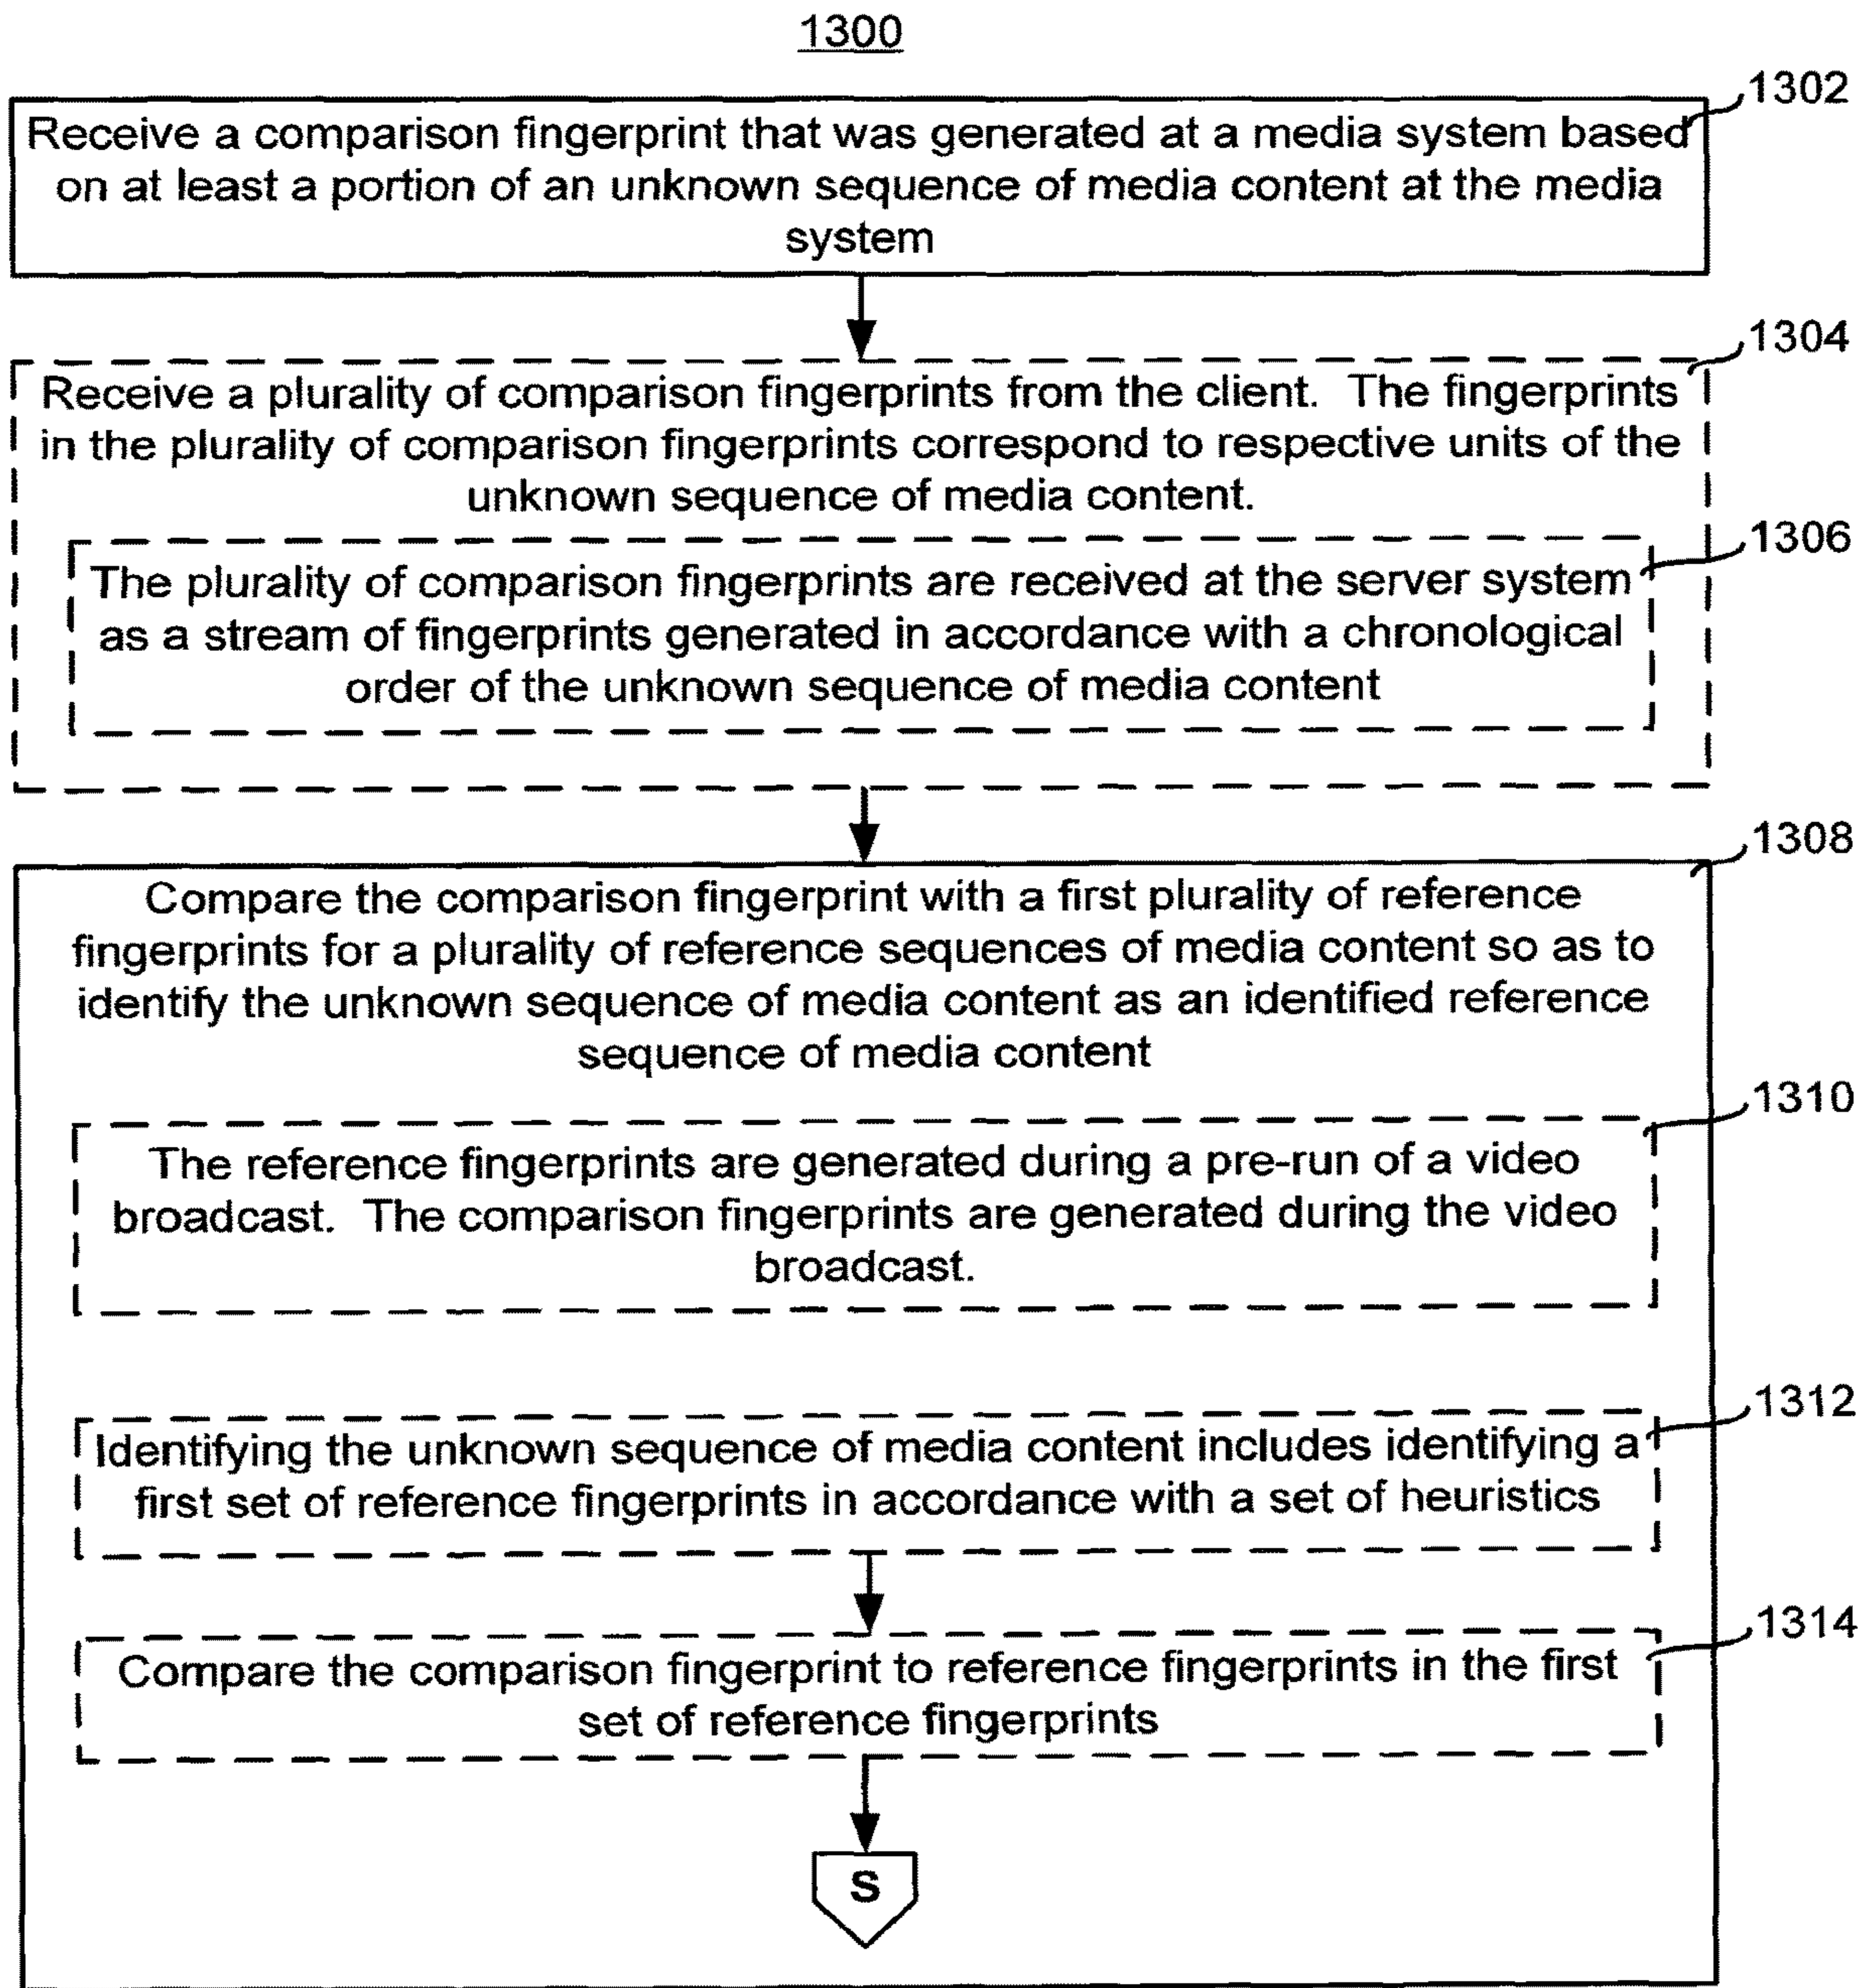 1300
1302
Receive a comparison fingerprint that was generated at a media system based
on at least a portion of an unknown sequence of media content at the media
system
1304
Receive a plurality of comparison fingerprints from the client. The fingerprints
in the plurality of comparison fingerprints correspond to respective units of the
unknown sequence of media content.
1306
The plurality of comparison fingerprints are received at the server system
as a stream of fingerprints generated in accordance with a chronological
order of the unknown sequence of media content
1308
Compare the comparison fingerprint with a first plurality of reference
fingerprints for a plurality of reference sequences of media content so as to
identify the unknown sequence of media content as an identified reference
sequence of media content
1310
The reference fingerprints are generated during a pre-run of a video
broadcast. The comparison fingerprints are generated during the video
broadcast.
1312
Identifying the unknown sequence of media content includes identifying a
first set of reference fingerprints in accordance with a set of heuristics
1314
Compare the comparison fingerprint to reference fingerprints in the first
set of reference fingerprints
S